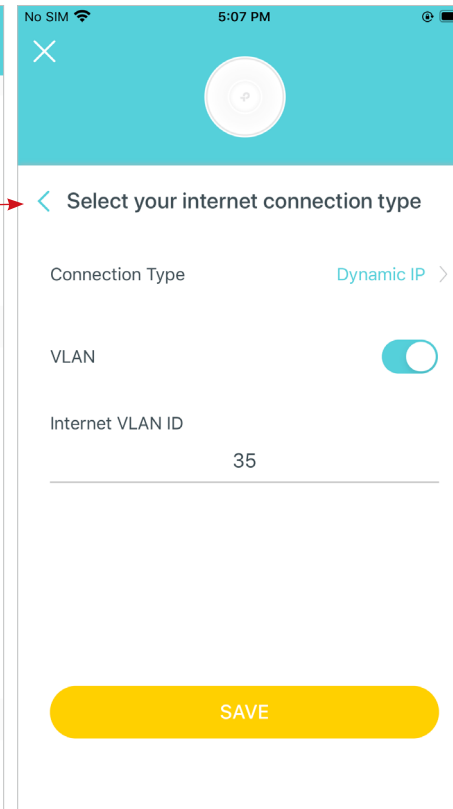 No SIM 5:07 PM
Select your internet connection type
Connection Type Dynamic IP
VLAN
Internet VLAN ID
35
SAVE